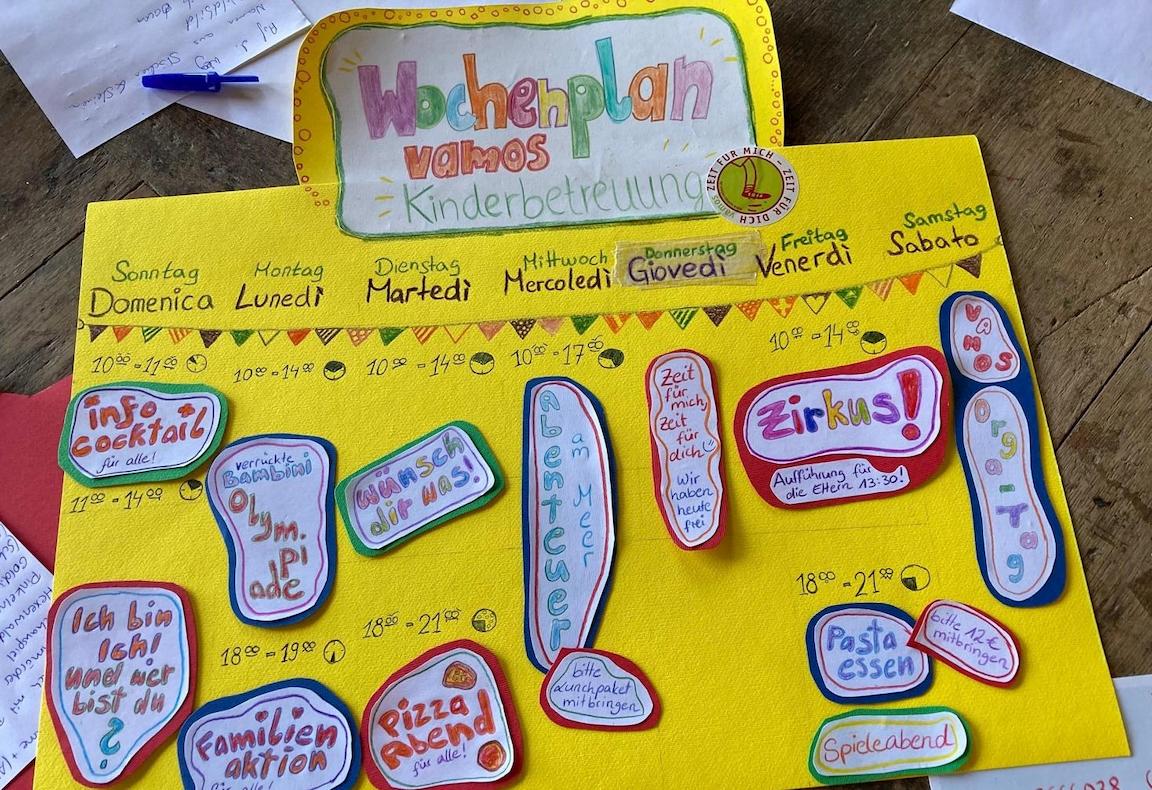 Wochenplan
vamos
Kinderbetreuung
ZEIT FÜR MICH - ZEIT FÜR DICH
vamos
Sonntag
Domenica
Montag
Lunedì
Dienstag
Martedì
Mittwoch
Mercoledì
Donnerstag
Giovedì
Freitag
Venerdì
Samstag
Sabato
10⁰⁰ - 11⁰⁰
info
cocktail
für alle!
11⁰⁰ - 14⁰⁰
Ich bin
Ich!
und wer
bist du
?
10⁰⁰ - 14⁰⁰
verrückte
Bambini
Olym.
pi
ade
18⁰⁰ - 19⁰⁰
Familien
aktion
für alle!
10⁰⁰ - 14⁰⁰
Wünsch
dir was!
18⁰⁰ - 21⁰⁰
Pizza
Abend
für alle!
10⁰⁰ - 17⁰⁰
abenteuer
am Meer
bitte
Lunchpaket
mitbringen
Zeit
für
mich,
Zeit
für
dich
Wir
haben
heute
frei
10⁰⁰ - 14⁰⁰
Zirkus!
Aufführung für
die Eltern 13:30!
18⁰⁰ - 21⁰⁰
Pasta
essen
bitte 12€
mitbringen
Spieleabend
VAMOS
Orga-Tag